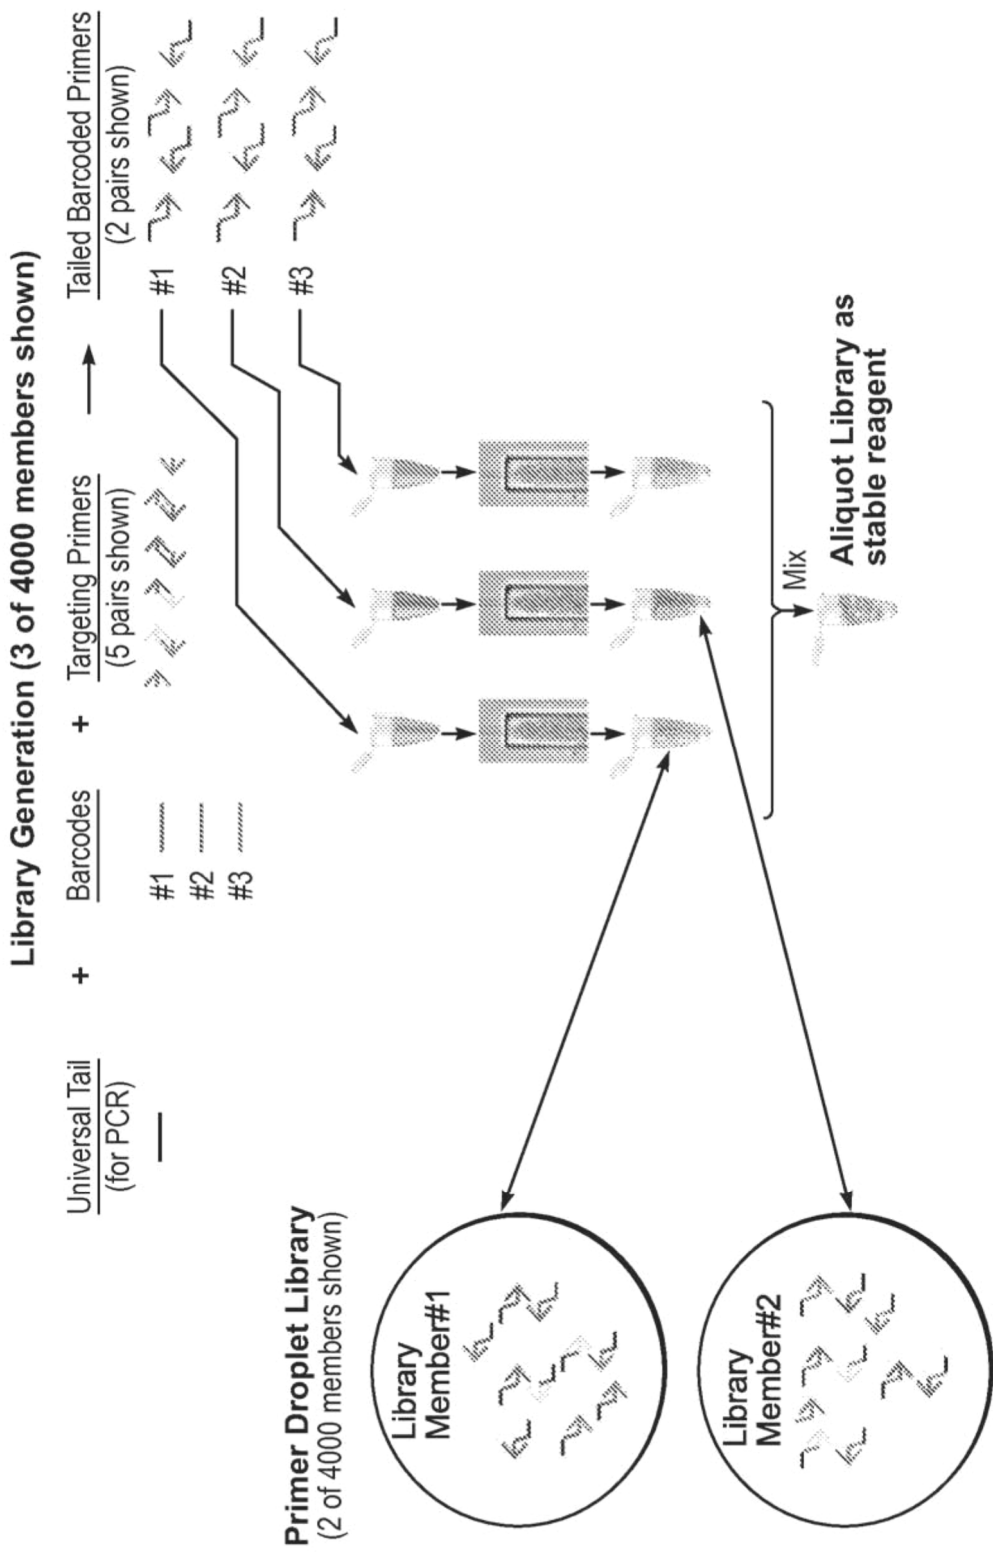 Library Generation (3 of 4000 members shown)
Universal Tail
(for PCR)
+
Barcodes
#1
#2
#3
+
Targeting Primers
(5 pairs shown)
Tailed Barcoded Primers
(2 pairs shown)
#1
#2
#3
Primer Droplet Library
(2 of 4000 members shown)
Library
Member#1
Library
Member#2
Mix
Aliquot Library as
stable reagent